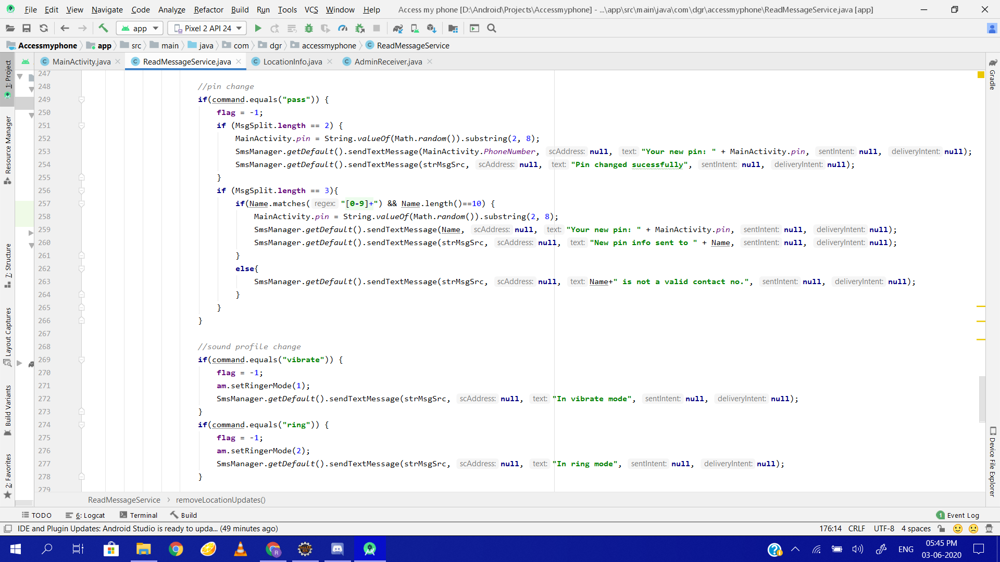 File Edit View Navigate Code Analyze Refactor Build Run Tools VCS Window Help Access my phone [D:\Android\Projects\Accessmyphone] - ...\app\src\main\java\com\dgr\accessmyphone\ReadMessageService.java [app]
app Pixel 2 API 24
Accessmyphone app src main java com dgr accessmyphone ReadMessageService
MainActivity.java ReadMessageService.java LocationInfo.java AdminReceiver.java
1: Project
Resource Manager
7: Structure
Layout Captures
Build Variants
2: Favorites
247
248 //pin change
249 if(command.equals("pass")) {
250 flag = -1;
251 if (MsgSplit.length == 2) {
252 MainActivity.pin = String.valueOf(Math.random()).substring(2, 8);
253 SmsManager.getDefault().sendTextMessage(MainActivity.PhoneNumber, scAddress: null, text: "Your new pin: " + MainActivity.pin, sentIntent: null, deliveryIntent: null);
254 SmsManager.getDefault().sendTextMessage(strMsgSrc, scAddress: null, text: "Pin changed sucessfully", sentIntent: null, deliveryIntent: null);
255 }
256 if (MsgSplit.length == 3){
257 if(Name.matches( regex: "[0-9]+") && Name.length()==10) {
258 MainActivity.pin = String.valueOf(Math.random()).substring(2, 8);
259 SmsManager.getDefault().sendTextMessage(Name, scAddress: null, text: "Your new pin: " + MainActivity.pin, sentIntent: null, deliveryIntent: null);
260 SmsManager.getDefault().sendTextMessage(strMsgSrc, scAddress: null, text: "New pin info sent to " + Name, sentIntent: null, deliveryIntent: null);
261 }
262 else{
263 SmsManager.getDefault().sendTextMessage(strMsgSrc, scAddress: null, text: Name+" is not a valid contact no.", sentIntent: null, deliveryIntent: null);
264 }
265 }
266 }
267
268 //sound profile change
269 if(command.equals("vibrate")) {
270 flag = -1;
271 am.setRingerMode(1);
272 SmsManager.getDefault().sendTextMessage(strMsgSrc, scAddress: null, text: "In vibrate mode", sentIntent: null, deliveryIntent: null);
273 }
274 if(command.equals("ring")) {
275 flag = -1;
276 am.setRingerMode(2);
277 SmsManager.getDefault().sendTextMessage(strMsgSrc, scAddress: null, text: "In ring mode", sentIntent: null, deliveryIntent: null);
278 }
279
Gradle
Device File Explorer
ReadMessageService › removeLocationUpdates()
TODO 6: Logcat Terminal Build 1 Event Log
IDE and Plugin Updates: Android Studio is ready to upda... (49 minutes ago) 176:14 CRLF UTF-8 4 spaces
ENG 05:45 PM
03-06-2020